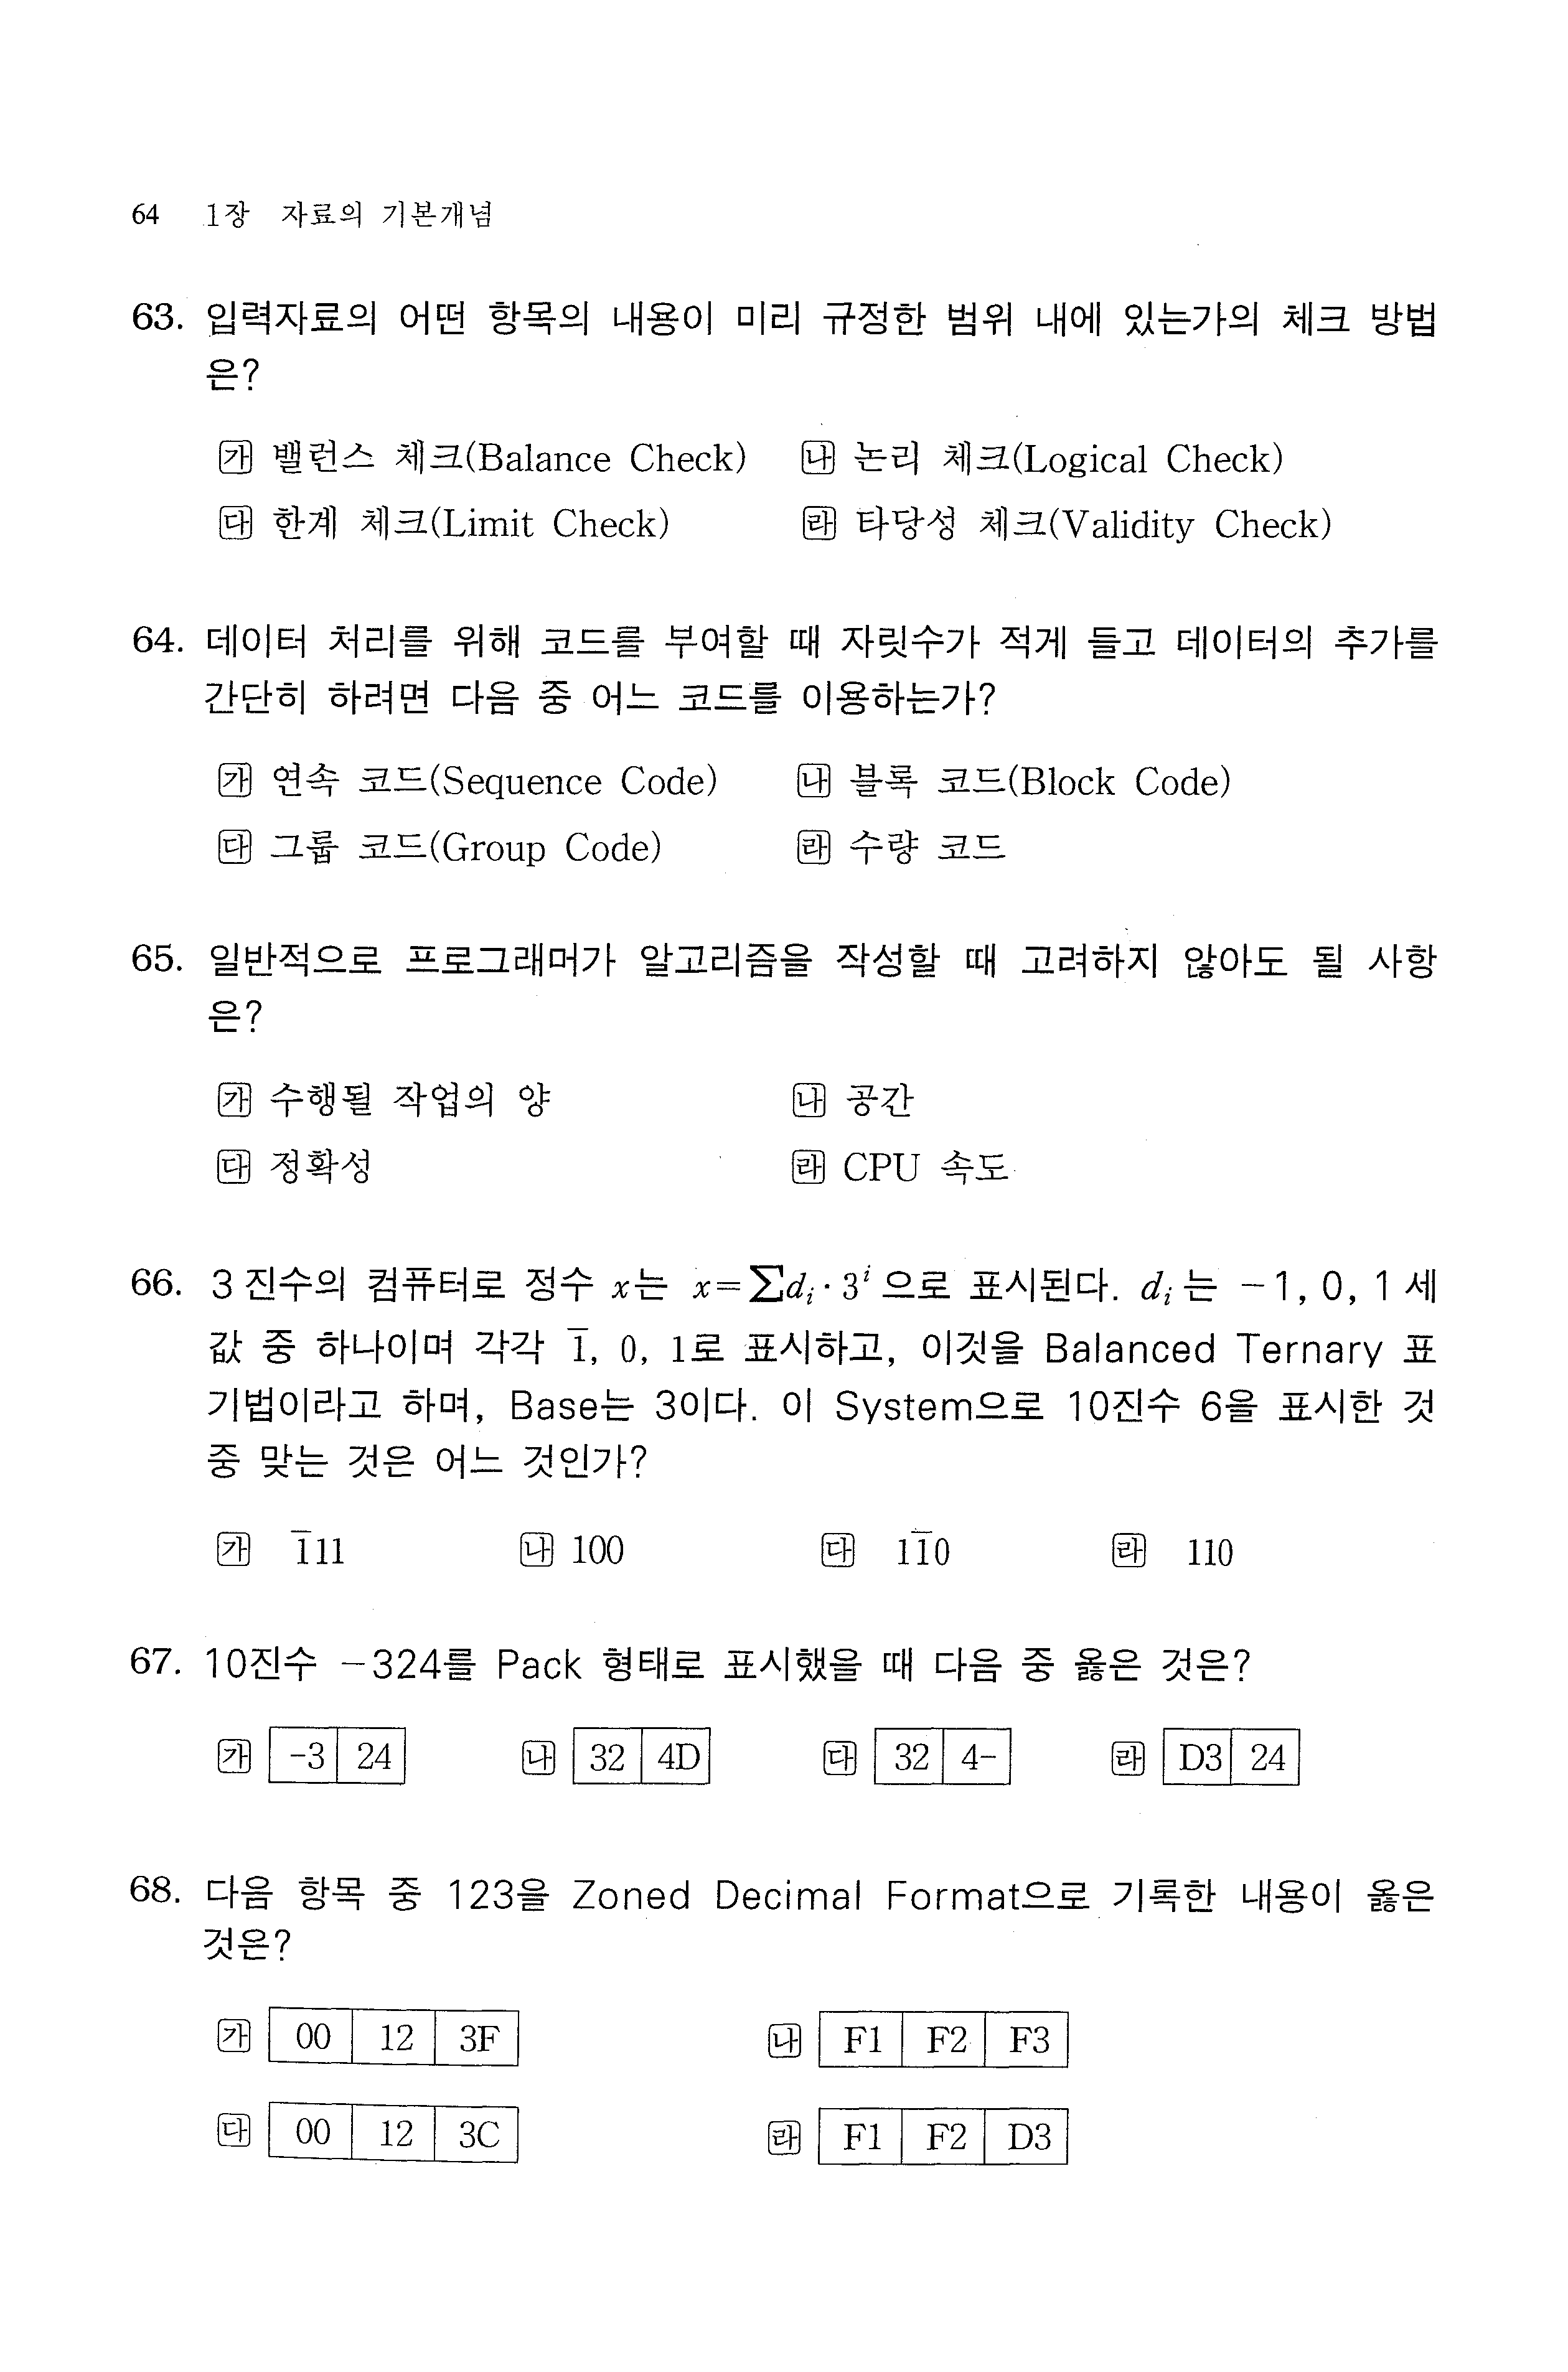 64 1장 자료의 기본개념
63. 입력자료의 어떤 항목의 내용이 미리 규정한 범위 내에 있는가의 체크 방법
은?
㉮ 밸런스 체크(Balance Check) ㉯ 논리 체크(Logical Check)
㉰ 한계 체크(Limit Check) ㉱ 타당성 체크(Validity Check)
64. 데이터 처리를 위해 코드를 부여할 때 자릿수가 적게 들고 데이터의 추가를
간단히 하려면 다음 중 어느 코드를 이용하는가?
㉮ 연속 코드(Sequence Code) ㉯ 블록 코드(Block Code)
㉰ 그룹 코드(Group Code) ㉱ 수량 코드
65. 일반적으로 프로그래머가 알고리즘을 작성할 때 고려하지 않아도 될 사항
은?
㉮ 수행될 작업의 양 ㉯ 공간
㉰ 정확성 ㉱ CPU 속도
66. 3진수의 컴퓨터로 정수 x는 x=∑dᵢ·3ⁱ으로 표시된다. dᵢ는 -1, 0, 1 세
값 중 하나이며 각각 1̅, 0, 1로 표시하고, 이것을 Balanced Ternary 표
기법이라고 하며, Base는 3이다. 이 System으로 10진수 6을 표시한 것
중 맞는 것은 어느 것인가?
㉮ 1̅11 ㉯ 100 ㉰ 11̅0 ㉱ 110
67. 10진수 -324를 Pack 형태로 표시했을 때 다음 중 옳은 것은?
㉮ -3 24 ㉯ 32 4D ㉰ 32 4- ㉱ D3 24
68. 다음 항목 중 123을 Zoned Decimal Format으로 기록한 내용이 옳은
것은?
㉮ 00 12 3F ㉯ F1 F2 F3
㉰ 00 12 3C ㉱ F1 F2 D3